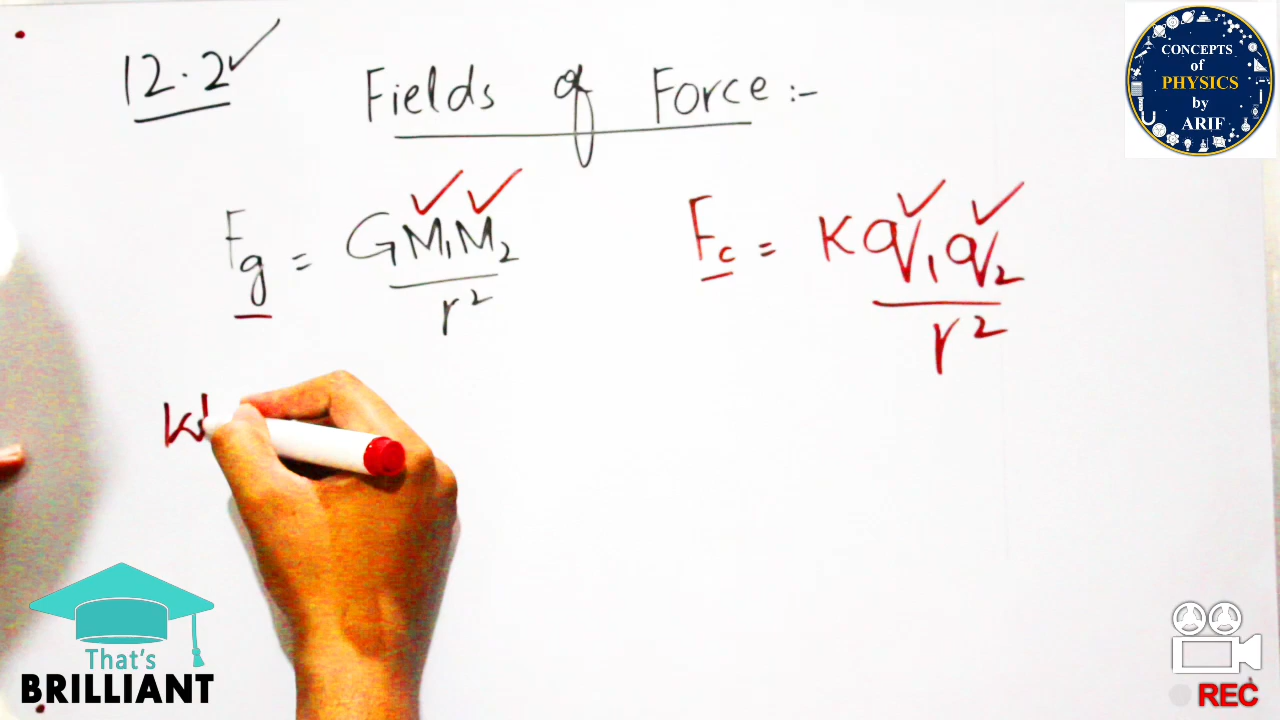 12.2 Fields of Force :-
Fg = GM₁M₂ / r²
Fc = Kq₁q₂ / r²
CONCEPTS
of
PHYSICS
by
ARIF
That's
BRILLIANT
REC